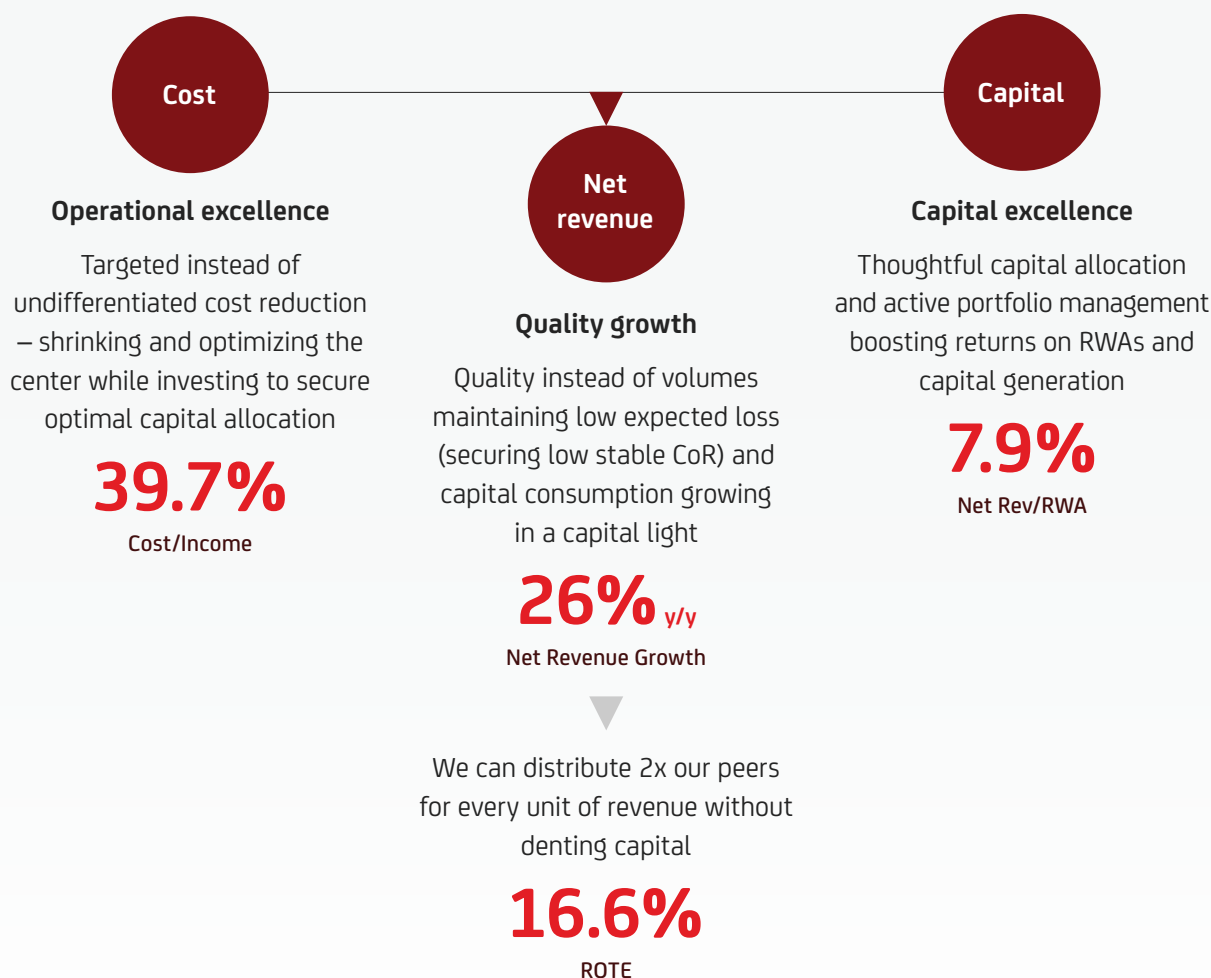 Cost
Operational excellence
Targeted instead of
undifferentiated cost reduction
– shrinking and optimizing the
center while investing to secure
optimal capital allocation
39.7%
Cost/Income
Net
revenue
Quality growth
Quality instead of volumes
maintaining low expected loss
(securing low stable CoR) and
capital consumption growing
in a capital light
26% y/y
Net Revenue Growth
Capital
Capital excellence
Thoughtful capital allocation
and active portfolio management
boosting returns on RWAs and
capital generation
7.9%
Net Rev/RWA
We can distribute 2x our peers
for every unit of revenue without
denting capital
16.6%
ROTE